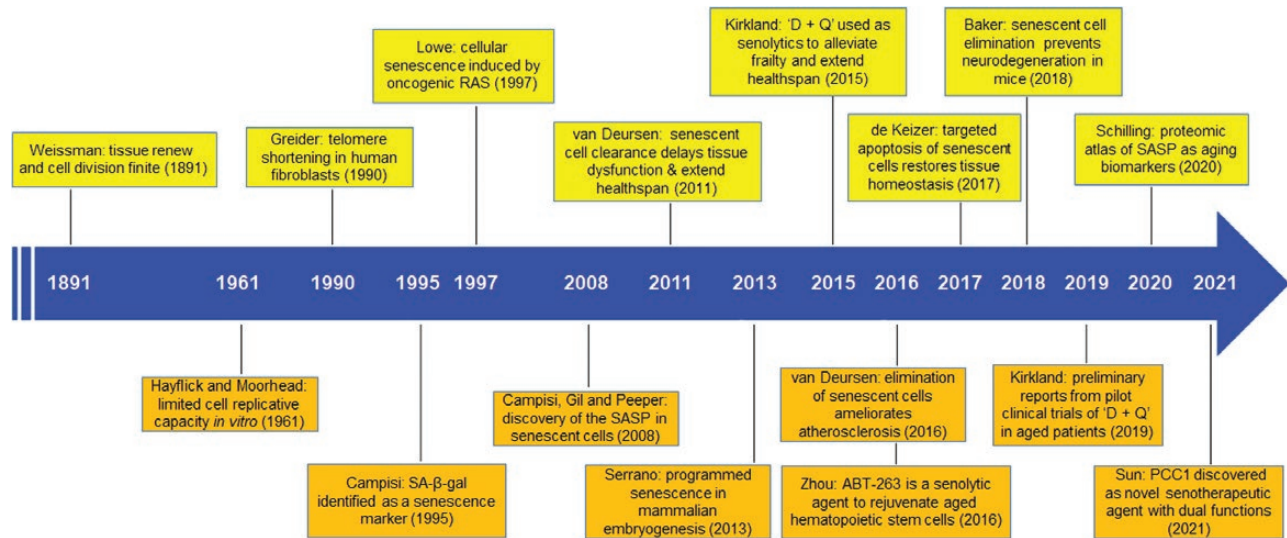 Weissman: tissue renew
and cell division finite (1891)
Greider: telomere
shortening in human
fibroblasts (1990)
Lowe: cellular
senescence induced by
oncogenic RAS (1997)
van Deursen: senescent
cell clearance delays tissue
dysfunction & extend
healthspan (2011)
Kirkland: ‘D + Q’ used as
senolytics to alleviate
frailty and extend
healthspan (2015)
de Keizer: targeted
apoptosis of senescent
cells restores tissue
homeostasis (2017)
Baker: senescent cell
elimination prevents
neurodegeneration in
mice (2018)
Schilling: proteomic
atlas of SASP as aging
biomarkers (2020)
1891 1961 1990 1995 1997 2008 2011 2013 2015 2016 2017 2018 2019 2020 2021
Hayflick and Moorhead:
limited cell replicative
capacity in vitro (1961)
Campisi: SA-β-gal
identified as a senescence
marker (1995)
Campisi, Gil and Peeper:
discovery of the SASP in
senescent cells (2008)
Serrano: programmed
senescence in
mammalian
embryogenesis (2013)
van Deursen: elimination
of senescent cells
ameliorates
atherosclerosis (2016)
Zhou: ABT-263 is a senolytic
agent to rejuvenate aged
hematopoietic stem cells (2016)
Kirkland: preliminary
reports from pilot
clinical trials of ‘D + Q’
in aged patients (2019)
Sun: PCC1 discovered
as novel senotherapeutic
agent with dual functions
(2021)